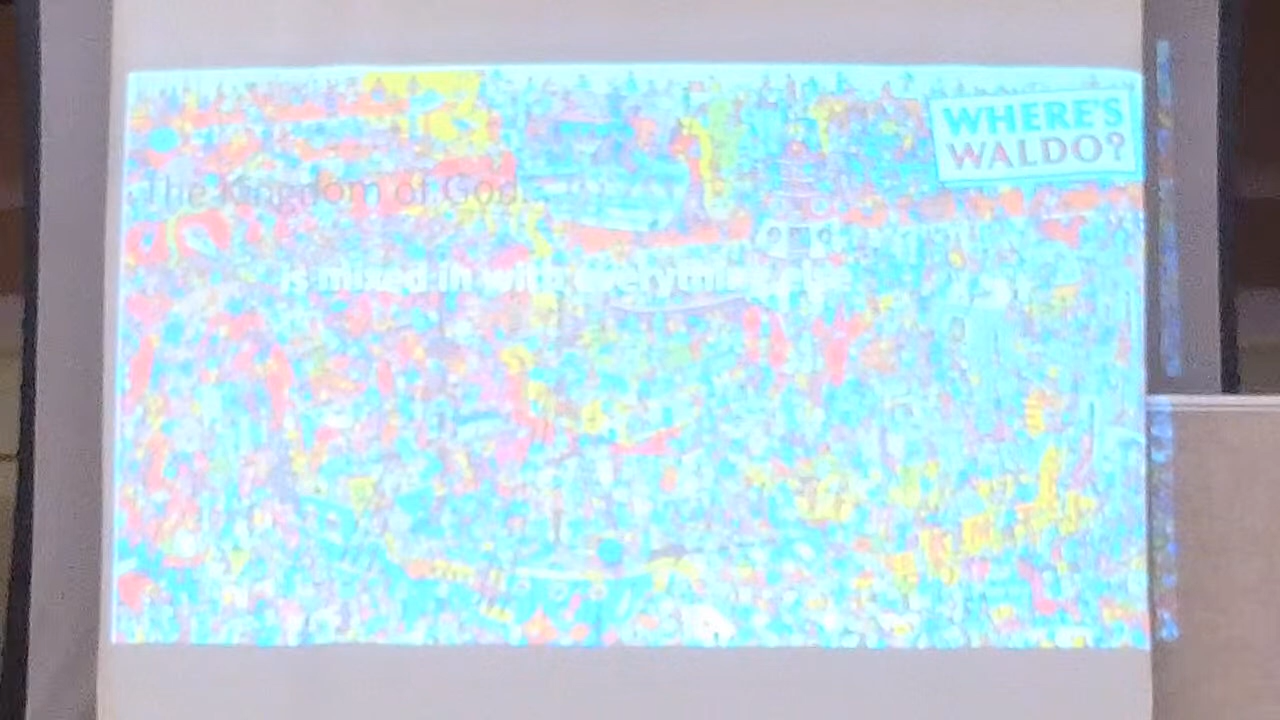 WHERE'S
WALDO?
The Kingdom of God...
is mixed in with everything else